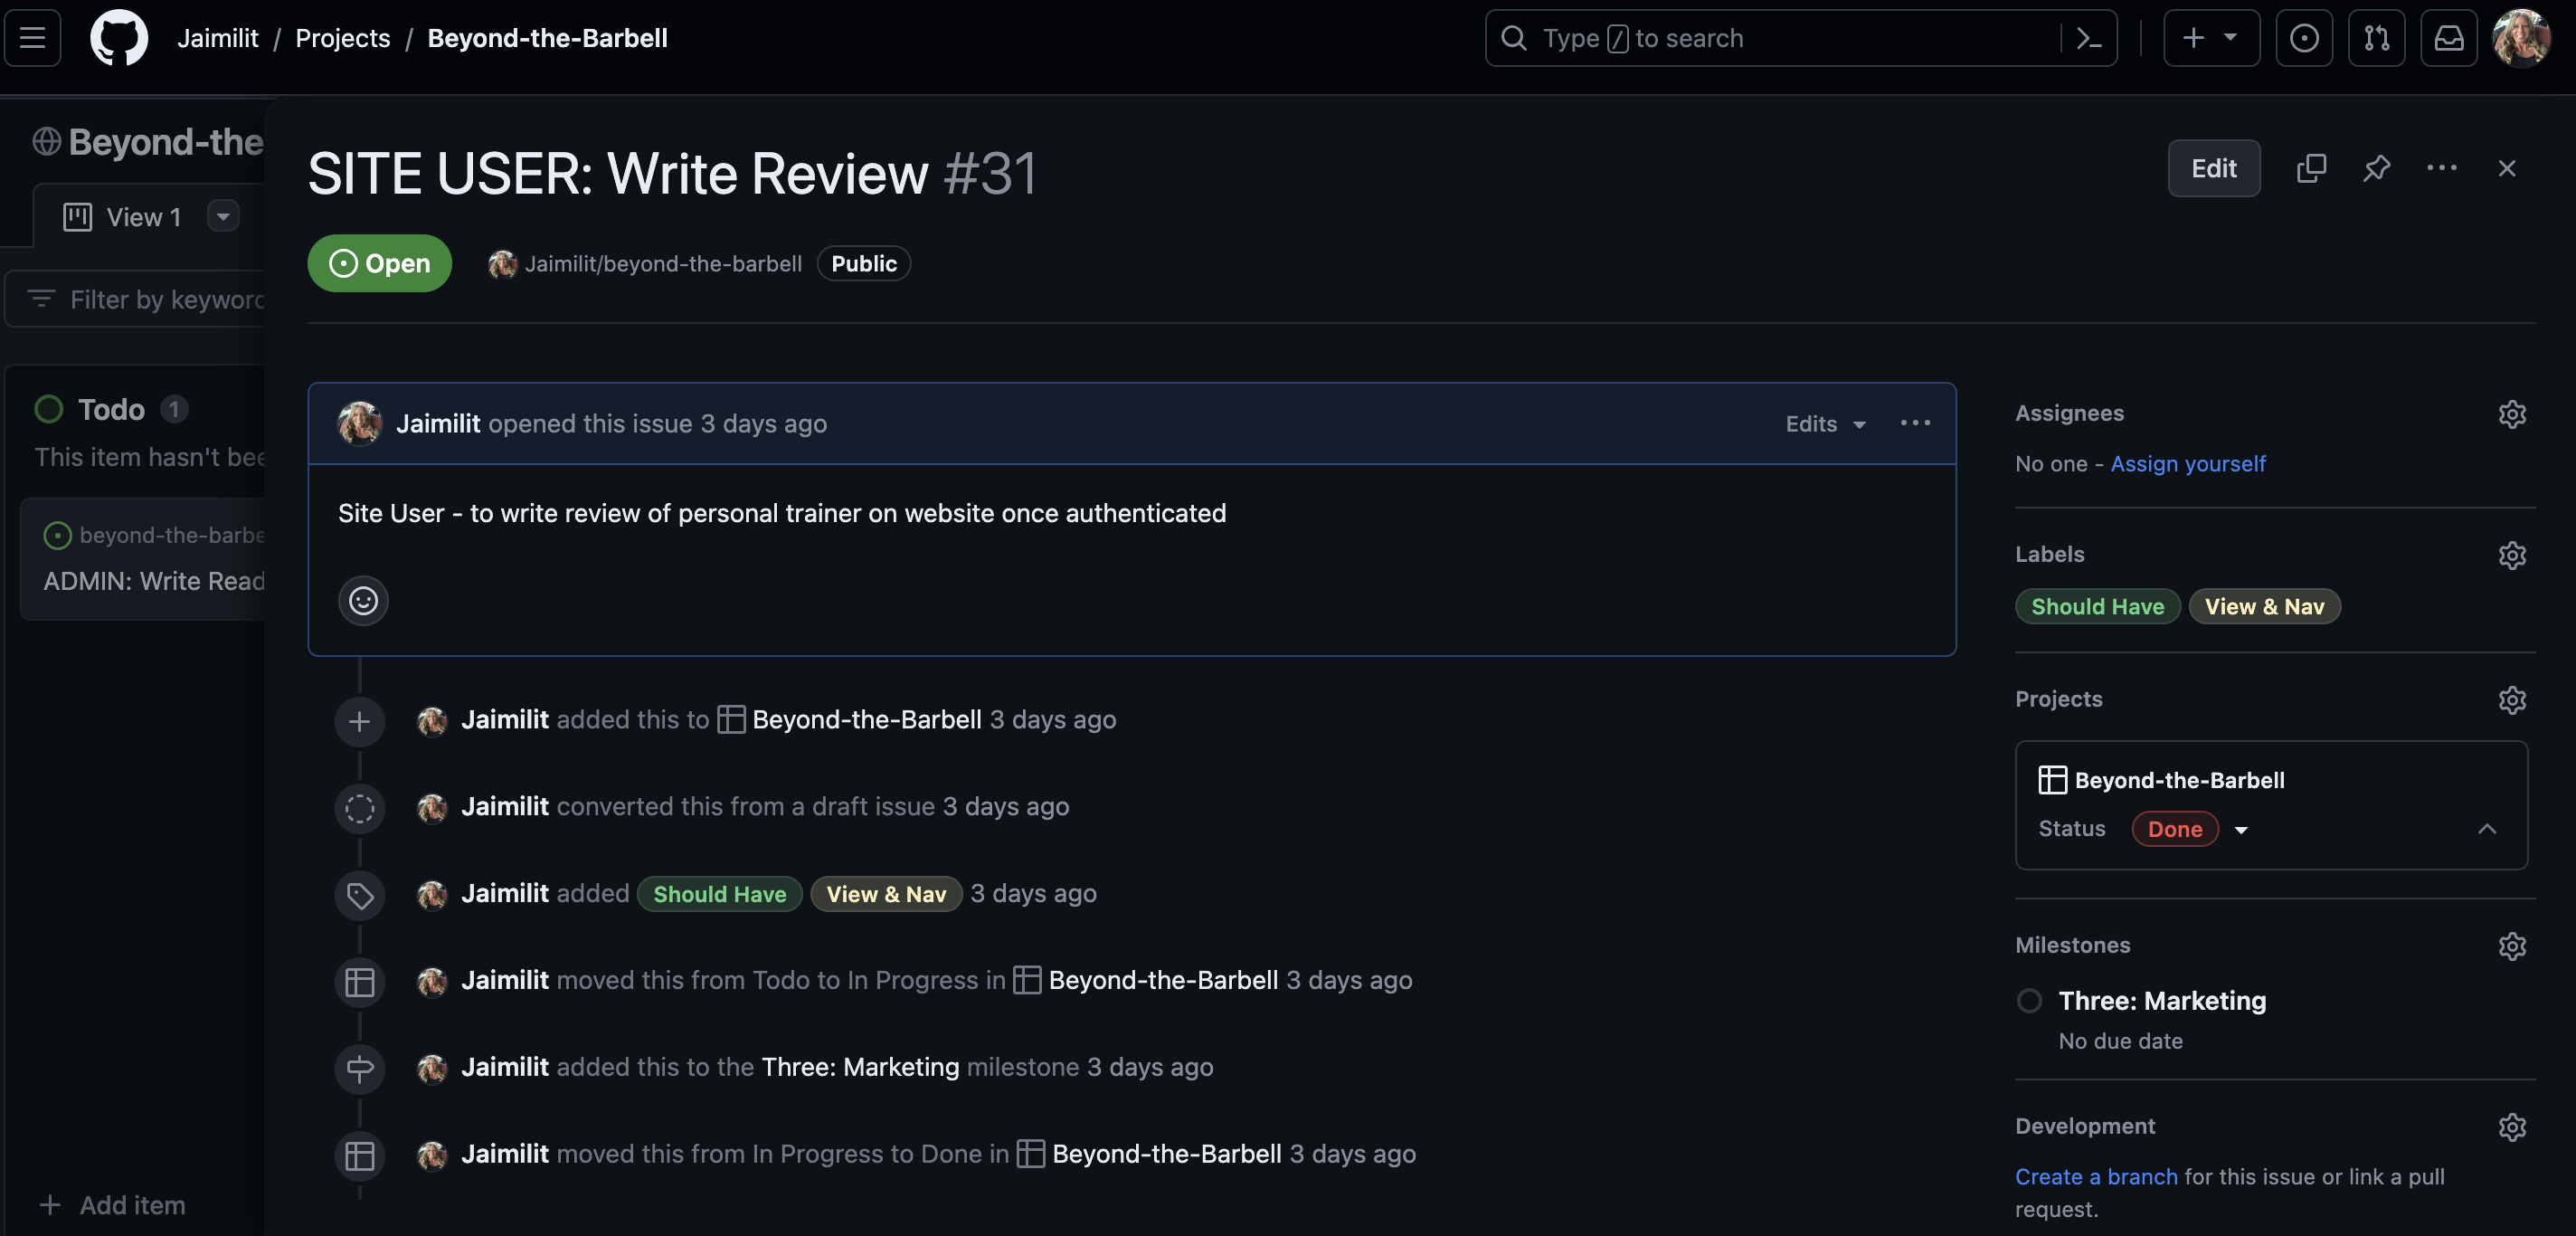 Jaimilit / Projects / Beyond-the-Barbell
Type / to search
Beyond-the
View 1
Filter by keyword
Todo 1
This item hasn't bee
beyond-the-barbe
ADMIN: Write Read
Add item
SITE USER: Write Review #31
Edit
Open
Jaimilit/beyond-the-barbell Public
Jaimilit opened this issue 3 days ago
Edits
Site User - to write review of personal trainer on website once authenticated
Jaimilit added this to Beyond-the-Barbell 3 days ago
Jaimilit converted this from a draft issue 3 days ago
Jaimilit added Should Have View & Nav 3 days ago
Jaimilit moved this from Todo to In Progress in Beyond-the-Barbell 3 days ago
Jaimilit added this to the Three: Marketing milestone 3 days ago
Jaimilit moved this from In Progress to Done in Beyond-the-Barbell 3 days ago
Assignees
No one - Assign yourself
Labels
Should Have View & Nav
Projects
Beyond-the-Barbell
Status Done
Milestones
Three: Marketing
No due date
Development
Create a branch for this issue or link a pull
request.